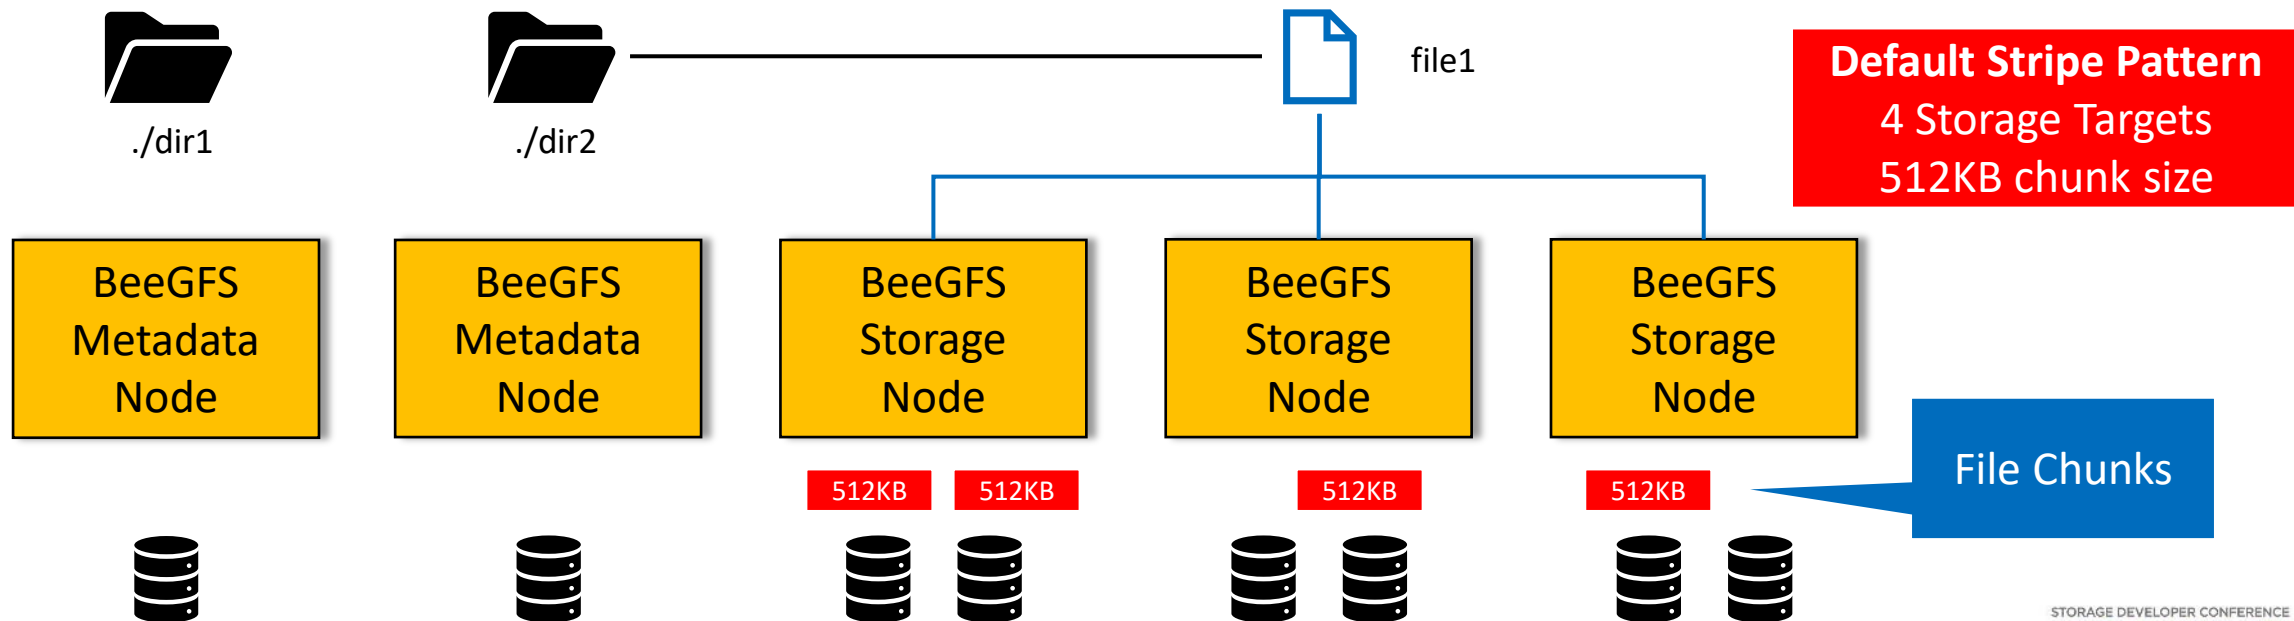 ./dir1
./dir2
file1
Default Stripe Pattern
4 Storage Targets
512KB chunk size
BeeGFS
Metadata
Node
BeeGFS
Metadata
Node
BeeGFS
Storage
Node
BeeGFS
Storage
Node
BeeGFS
Storage
Node
512KB
512KB
512KB
512KB
File Chunks
STORAGE DEVELOPER CONFERENCE